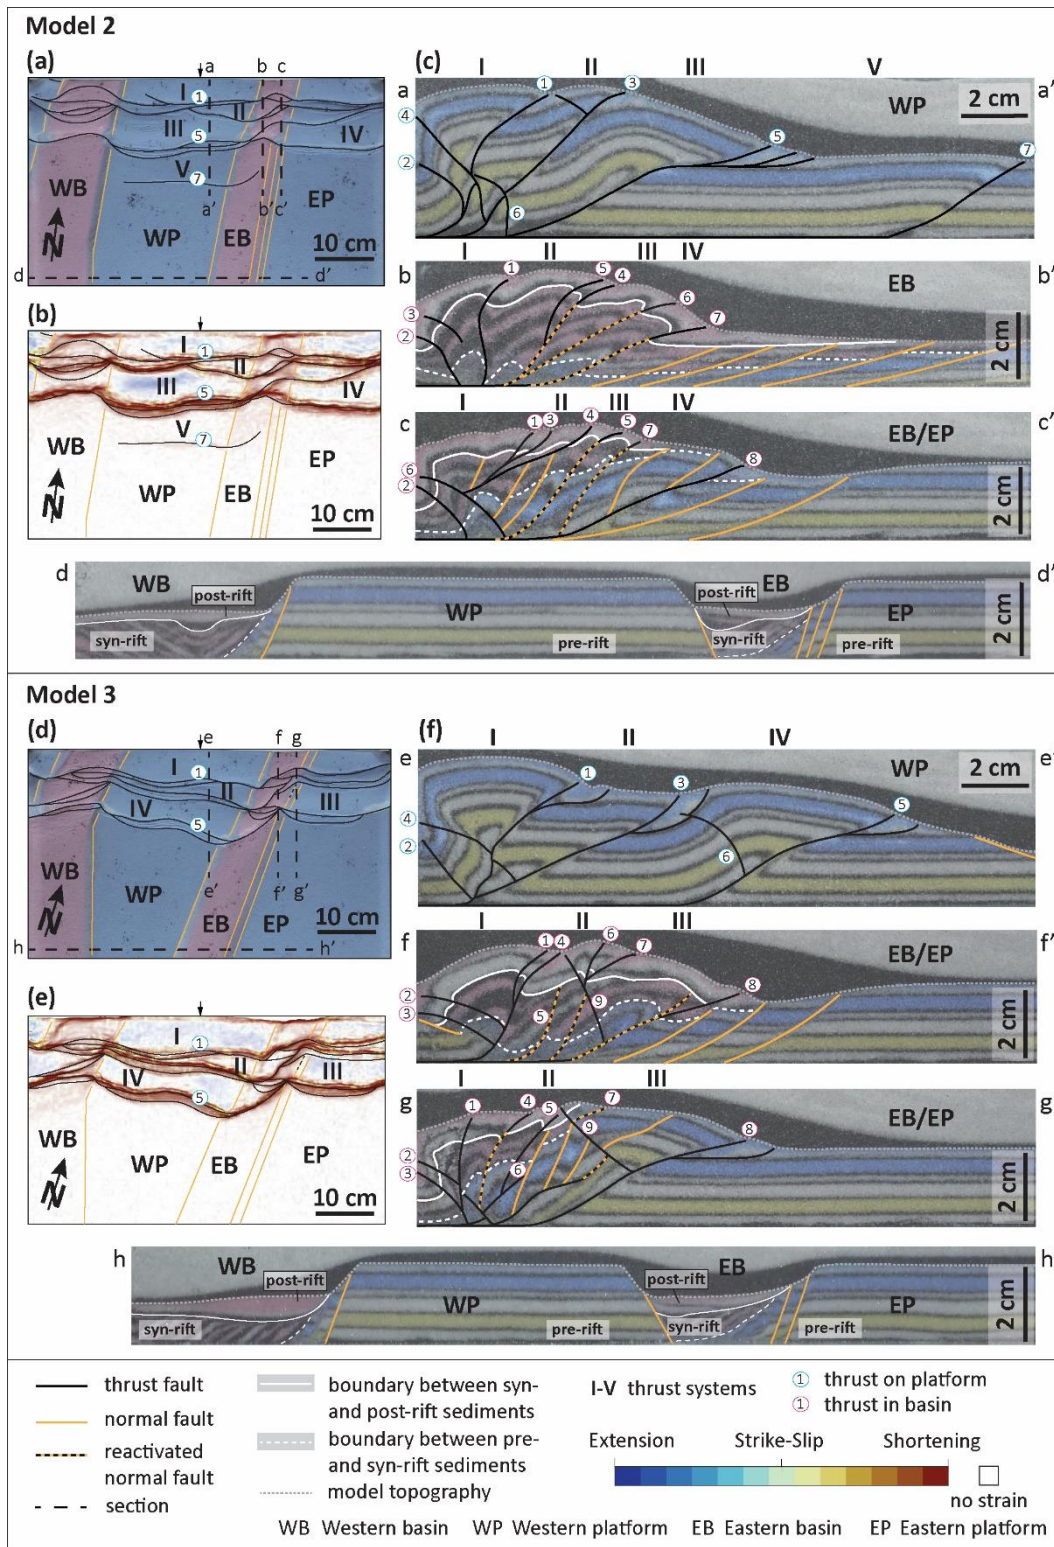 Model 2
(a)
a b c
I
1
II
III
5
IV
V
7
WB
a' b' c'
EP
N
WP EB
10 cm
d d'
(b)
I
1
II
III
5
IV
V
7
WB
EP
N
WP EB
10 cm
(c)
I II III V
a 1 3 WP a'
2 cm
4
5
2
7
6
I II III IV
b 1 5 4 EB b'
6
3
7
2
2 cm
I II III IV
c 1 3 4 5 7 EB/EP c'
8
6
2
2 cm
d WB post-rift WP post-rift EB EP d'
syn-rift pre-rift syn-rift pre-rift
2 cm
Model 3
(d)
e f g
I
1
II
IV III
5
WB
WP e' f' g'
N
EB EP
10 cm
h h'
(e)
I
1
II
IV III
5
WB
WP EB EP
N
10 cm
(f)
I II IV
e 1 3 WP e'
2 cm
4
5
2
6
I II III
f 1 4 6 7 EB/EP f'
2
8
3
5 9
2 cm
I II III
g 1 4 5 7 EB/EP g
9 8
2
3
6
2 cm
h WB post-rift WP post-rift EB EP h
syn-rift pre-rift syn-rift pre-rift
2 cm
thrust fault
normal fault
reactivated
normal fault
section
boundary between syn-
and post-rift sediments
boundary between pre-
and syn-rift sediments
model topography
I-V thrust systems
1 thrust on platform
1 thrust in basin
Extension Strike-Slip Shortening
no strain
WB Western basin WP Western platform EB Eastern basin EP Eastern platform